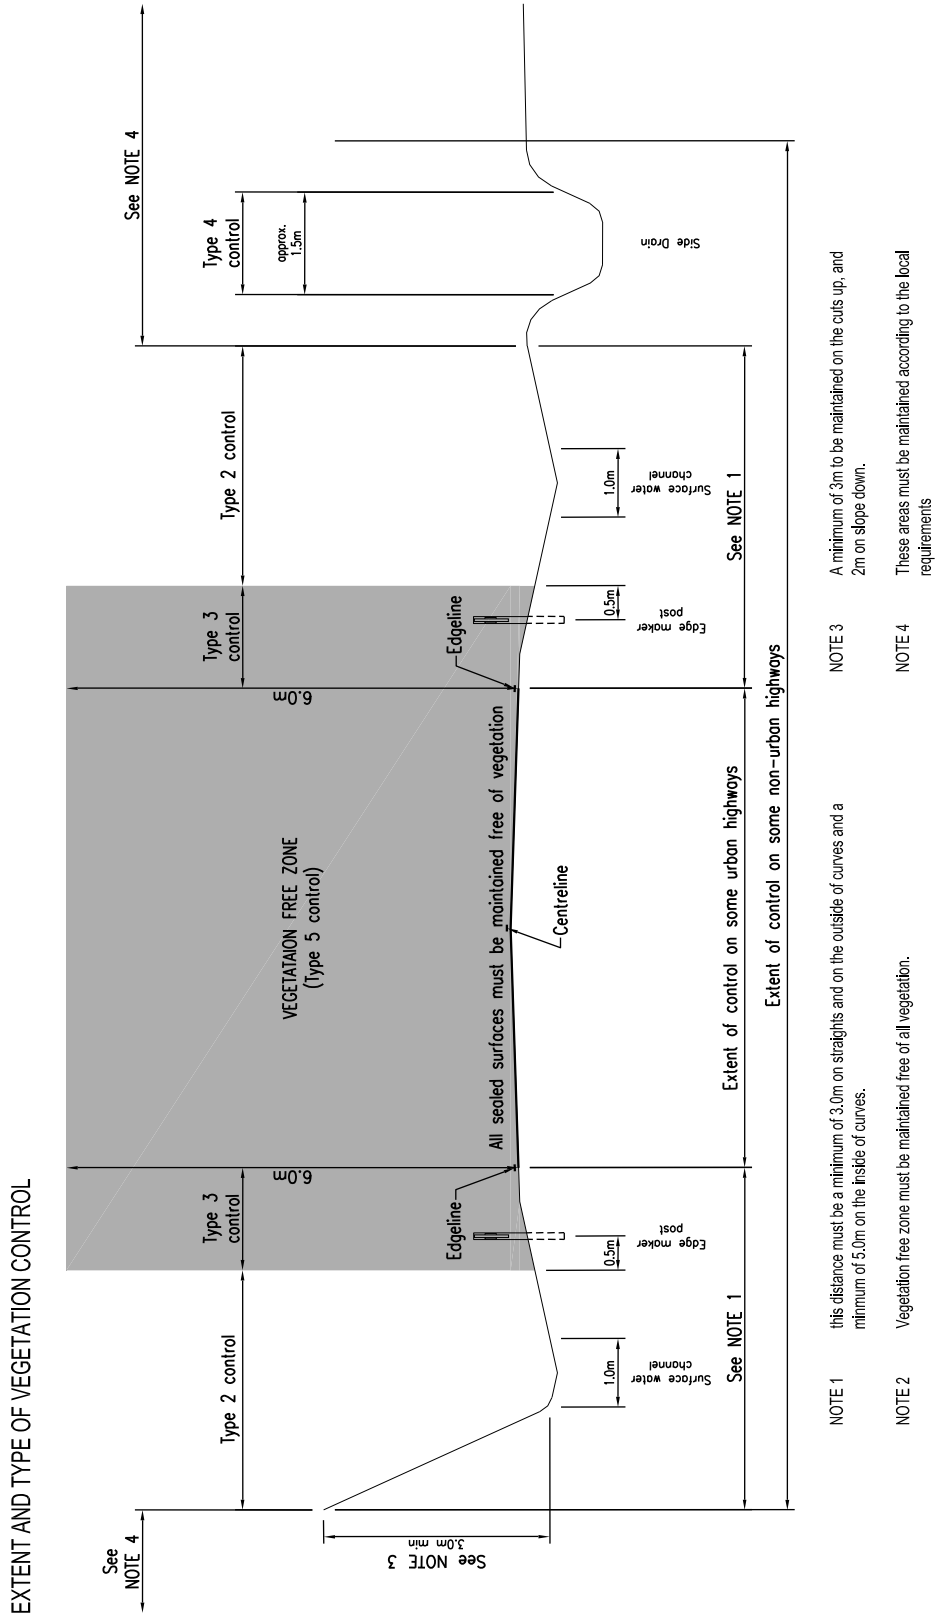 EXTENT AND TYPE OF VEGETATION CONTROL
See
NOTE 4
See NOTE 4
Type 2 control
Type 3
control
Type 3
control
Type 2 control
Type 4
control
approx.
1.5m
6.0m
6.0m
VEGETATAION FREE ZONE
(Type 5 control)
All sealed surfaces must be maintained free of vegetation
Edgeline
Edgeline
Centreline
See NOTE 3
3.0m min
1.0m
Surface water
channel
0.5m
Edge maker
post
0.5m
Edge maker
post
1.0m
Surface water
channel
Side Drain
See NOTE 1
Extent of control on some urban highways
See NOTE 1
Extent of control on some non-urban highways
NOTE 1
this distance must be a minimum of 3.0m on straights and on the outside of curves and a
minmum of 5.0m on the inside of curves.
NOTE 2
Vegetation free zone must be maintained free of all vegetation.
NOTE 3
A minimum of 3m to be maintained on the cuts up, and
2m on slope down.
NOTE 4
These areas must be maintained according to the local
requirements